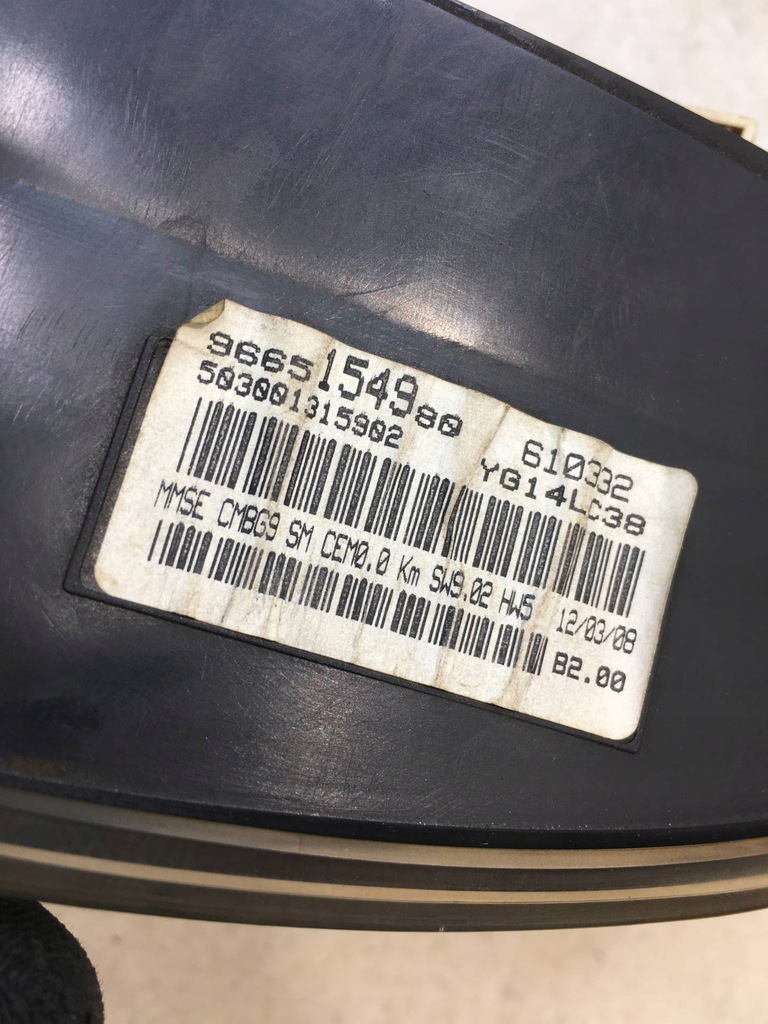 9665154980 610332
503001315902 YG14LC38
MMSE CMBG9 SM CEM0.0 Km SW9.02 HW5 12/03/08
B2.00